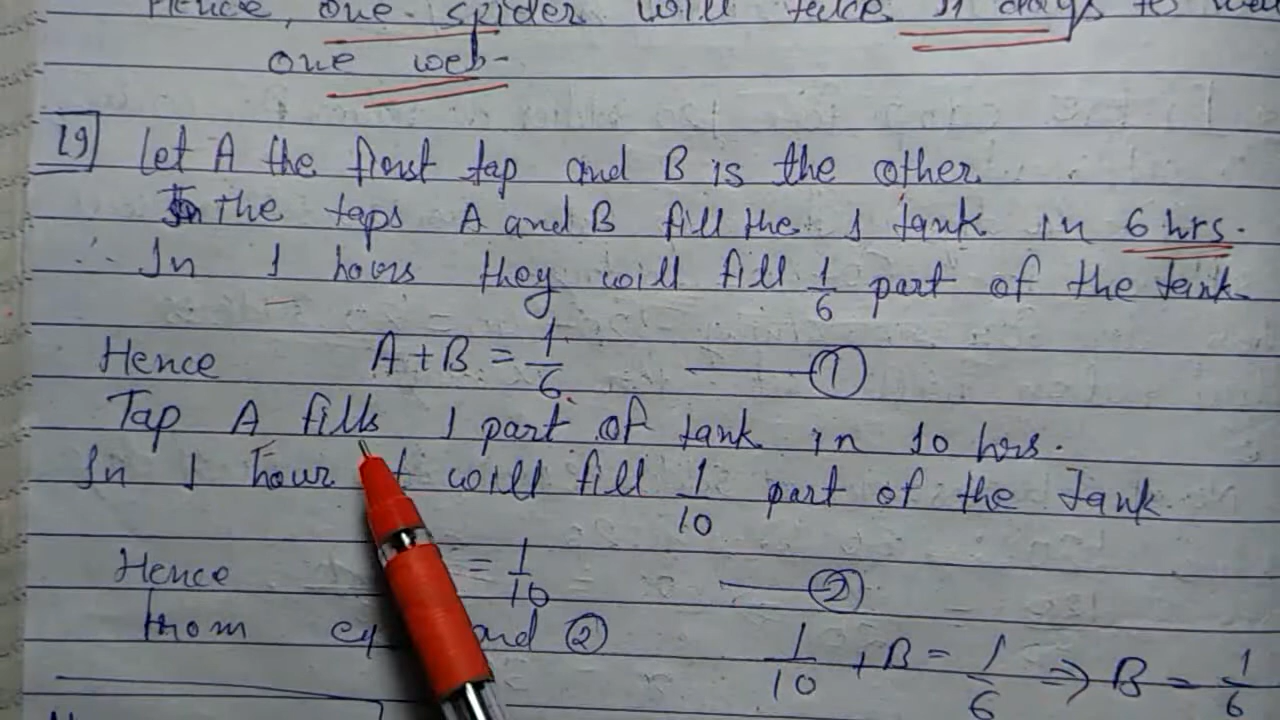 Hence, one spider will take 11 days to
one web-
19] Let A the first tap and B is the other.
In the taps A and B fill the 1 tank in 6 hrs.
∴ In 1 hours they will fill 1/6 part of the tank
Hence A + B = 1/6 — ①
Tap A fills 1 part of tank in 10 hrs.
In 1 hour it will fill 1/10 part of the tank
Hence = 1/10 — ②
from eq and ② 1/10 + B = 1/6 ⇒ B = 1/6